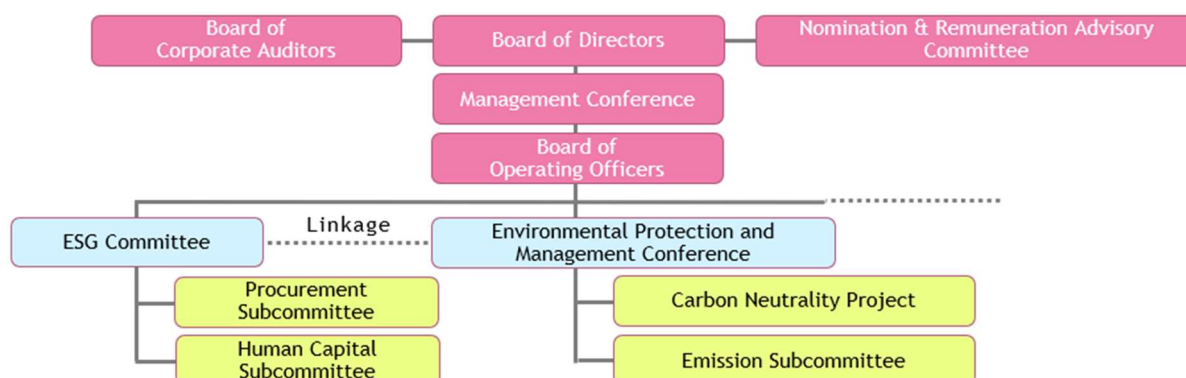 Board of
Corporate Auditors
Board of Directors
Nomination & Remuneration Advisory
Committee
Management Conference
Board of
Operating Officers
ESG Committee
Linkage
Environmental Protection and
Management Conference
Procurement
Subcommittee
Carbon Neutrality Project
Human Capital
Subcommittee
Emission Subcommittee